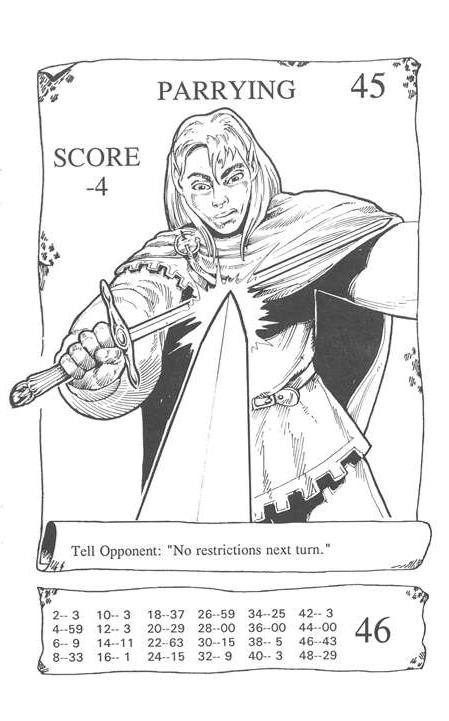 PARRYING 45
SCORE
-4
Tell Opponent: "No restrictions next turn."
2-- 3 10-- 3 18--37 26--59 34--25 42-- 3
4--59 12-- 3 20--29 28--00 36--00 44--00
6-- 9 14--11 22--63 30--15 38-- 5 46--43
8--33 16-- 1 24--15 32-- 9 40-- 3 48--29
46